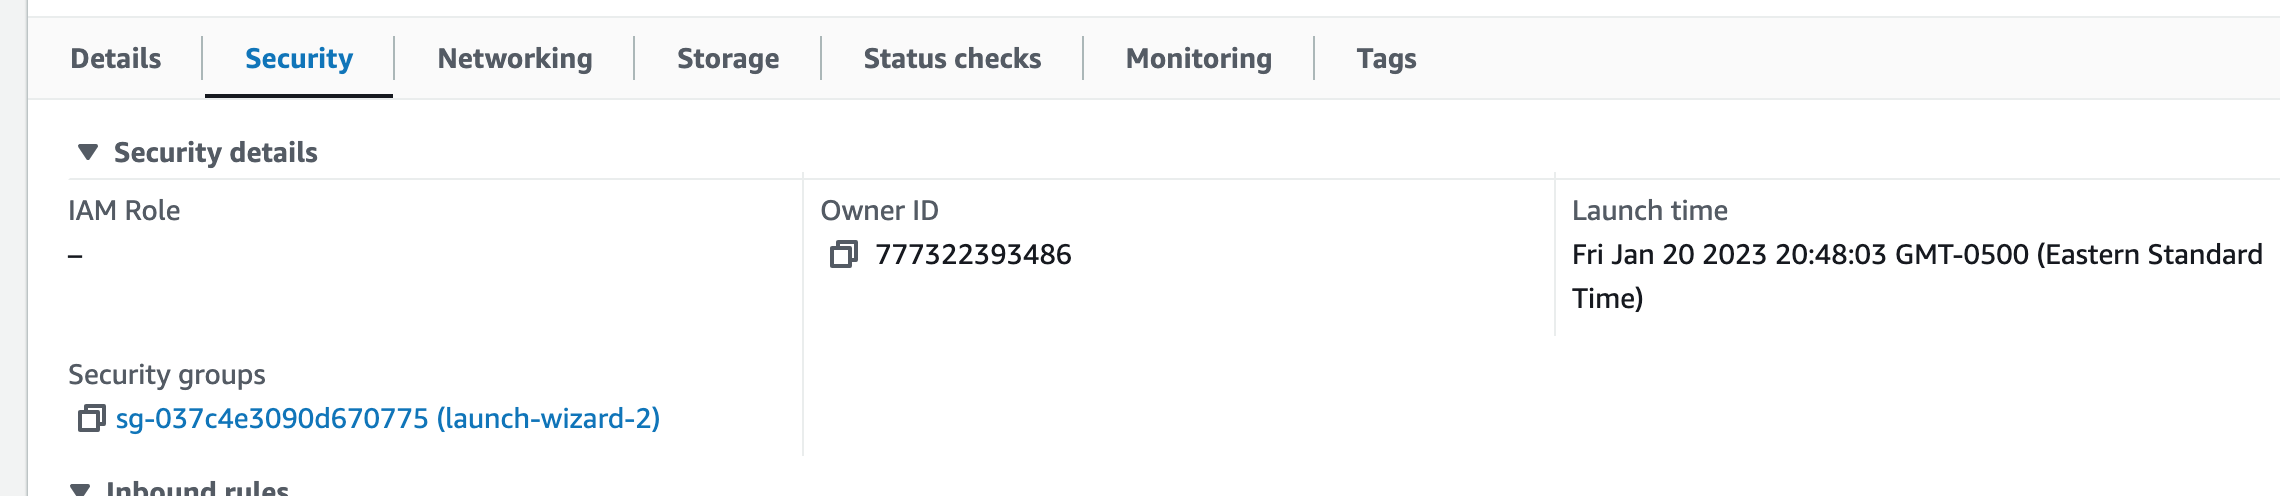 Details Security Networking Storage Status checks Monitoring Tags
Security details
IAM Role
–
Owner ID
777322393486
Launch time
Fri Jan 20 2023 20:48:03 GMT-0500 (Eastern Standard
Time)
Security groups
sg-037c4e3090d670775 (launch-wizard-2)
Inbound rules